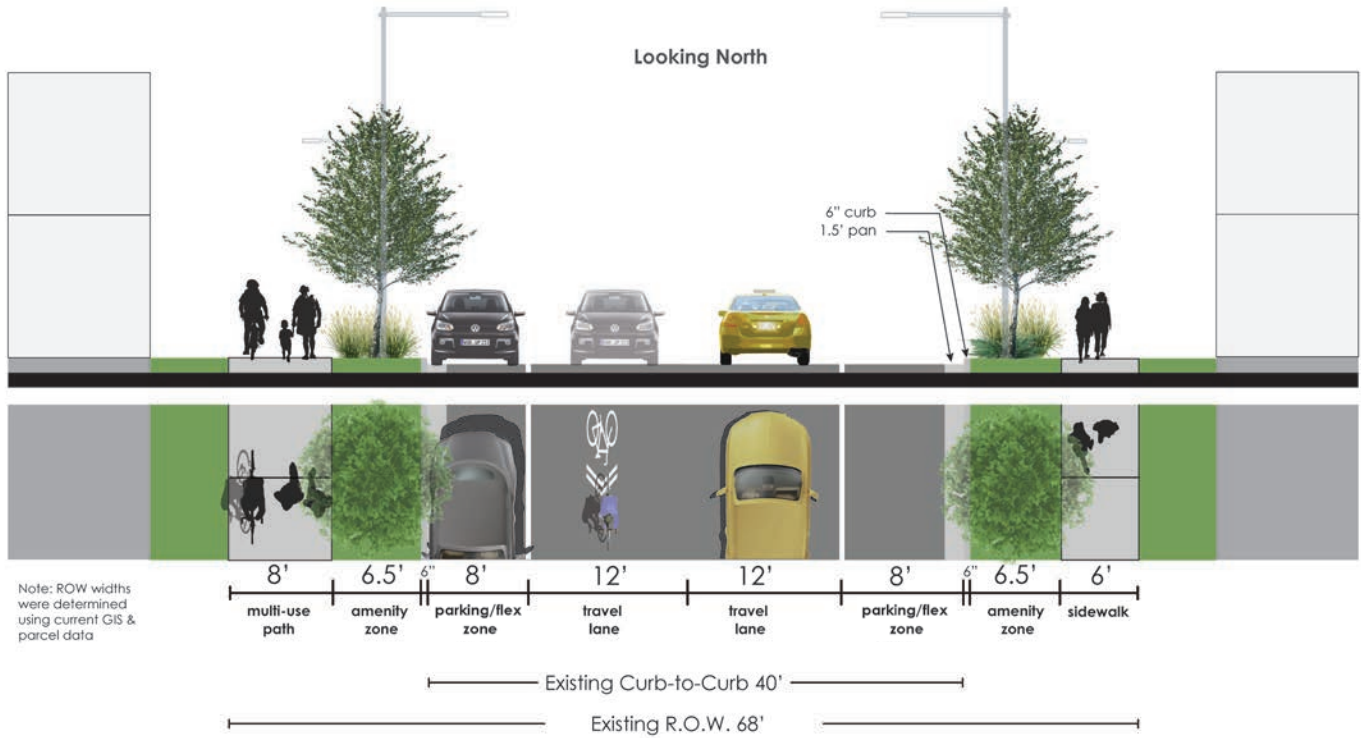 Looking North
6" curb
1.5' pan
8' 6.5' 6" 8' 12' 12' 8' 6" 6.5' 6'
Note: ROW widths
were determined
using current GIS &
parcel data
multi-use
path
amenity
zone
parking/flex
zone
travel
lane
travel
lane
parking/flex
zone
amenity
zone
sidewalk
Existing Curb-to-Curb 40'
Existing R.O.W. 68'